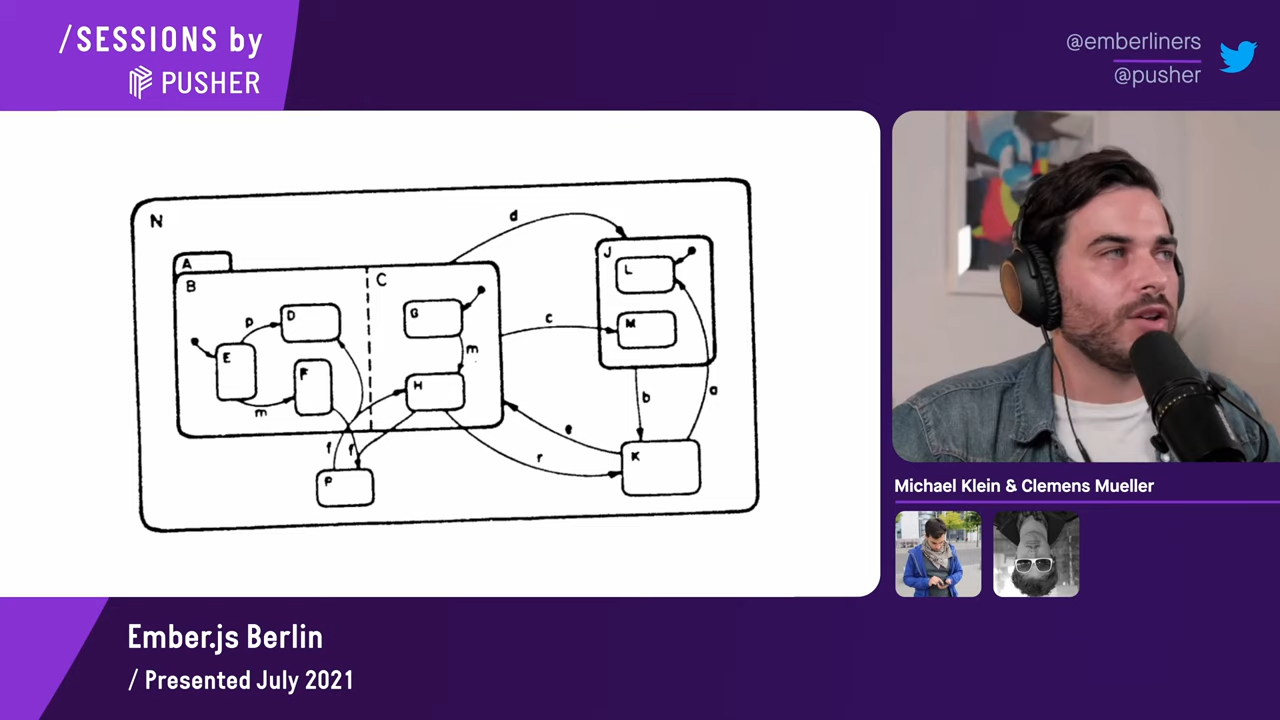 /SESSIONS by
PUSHER
@emberliners
@pusher
N
d
A
J
B
C
L
D
G
p
M
c
E
m
F
H
m
b
a
e
f
f
r
K
P
Michael Klein & Clemens Mueller
Ember.js Berlin
/ Presented July 2021